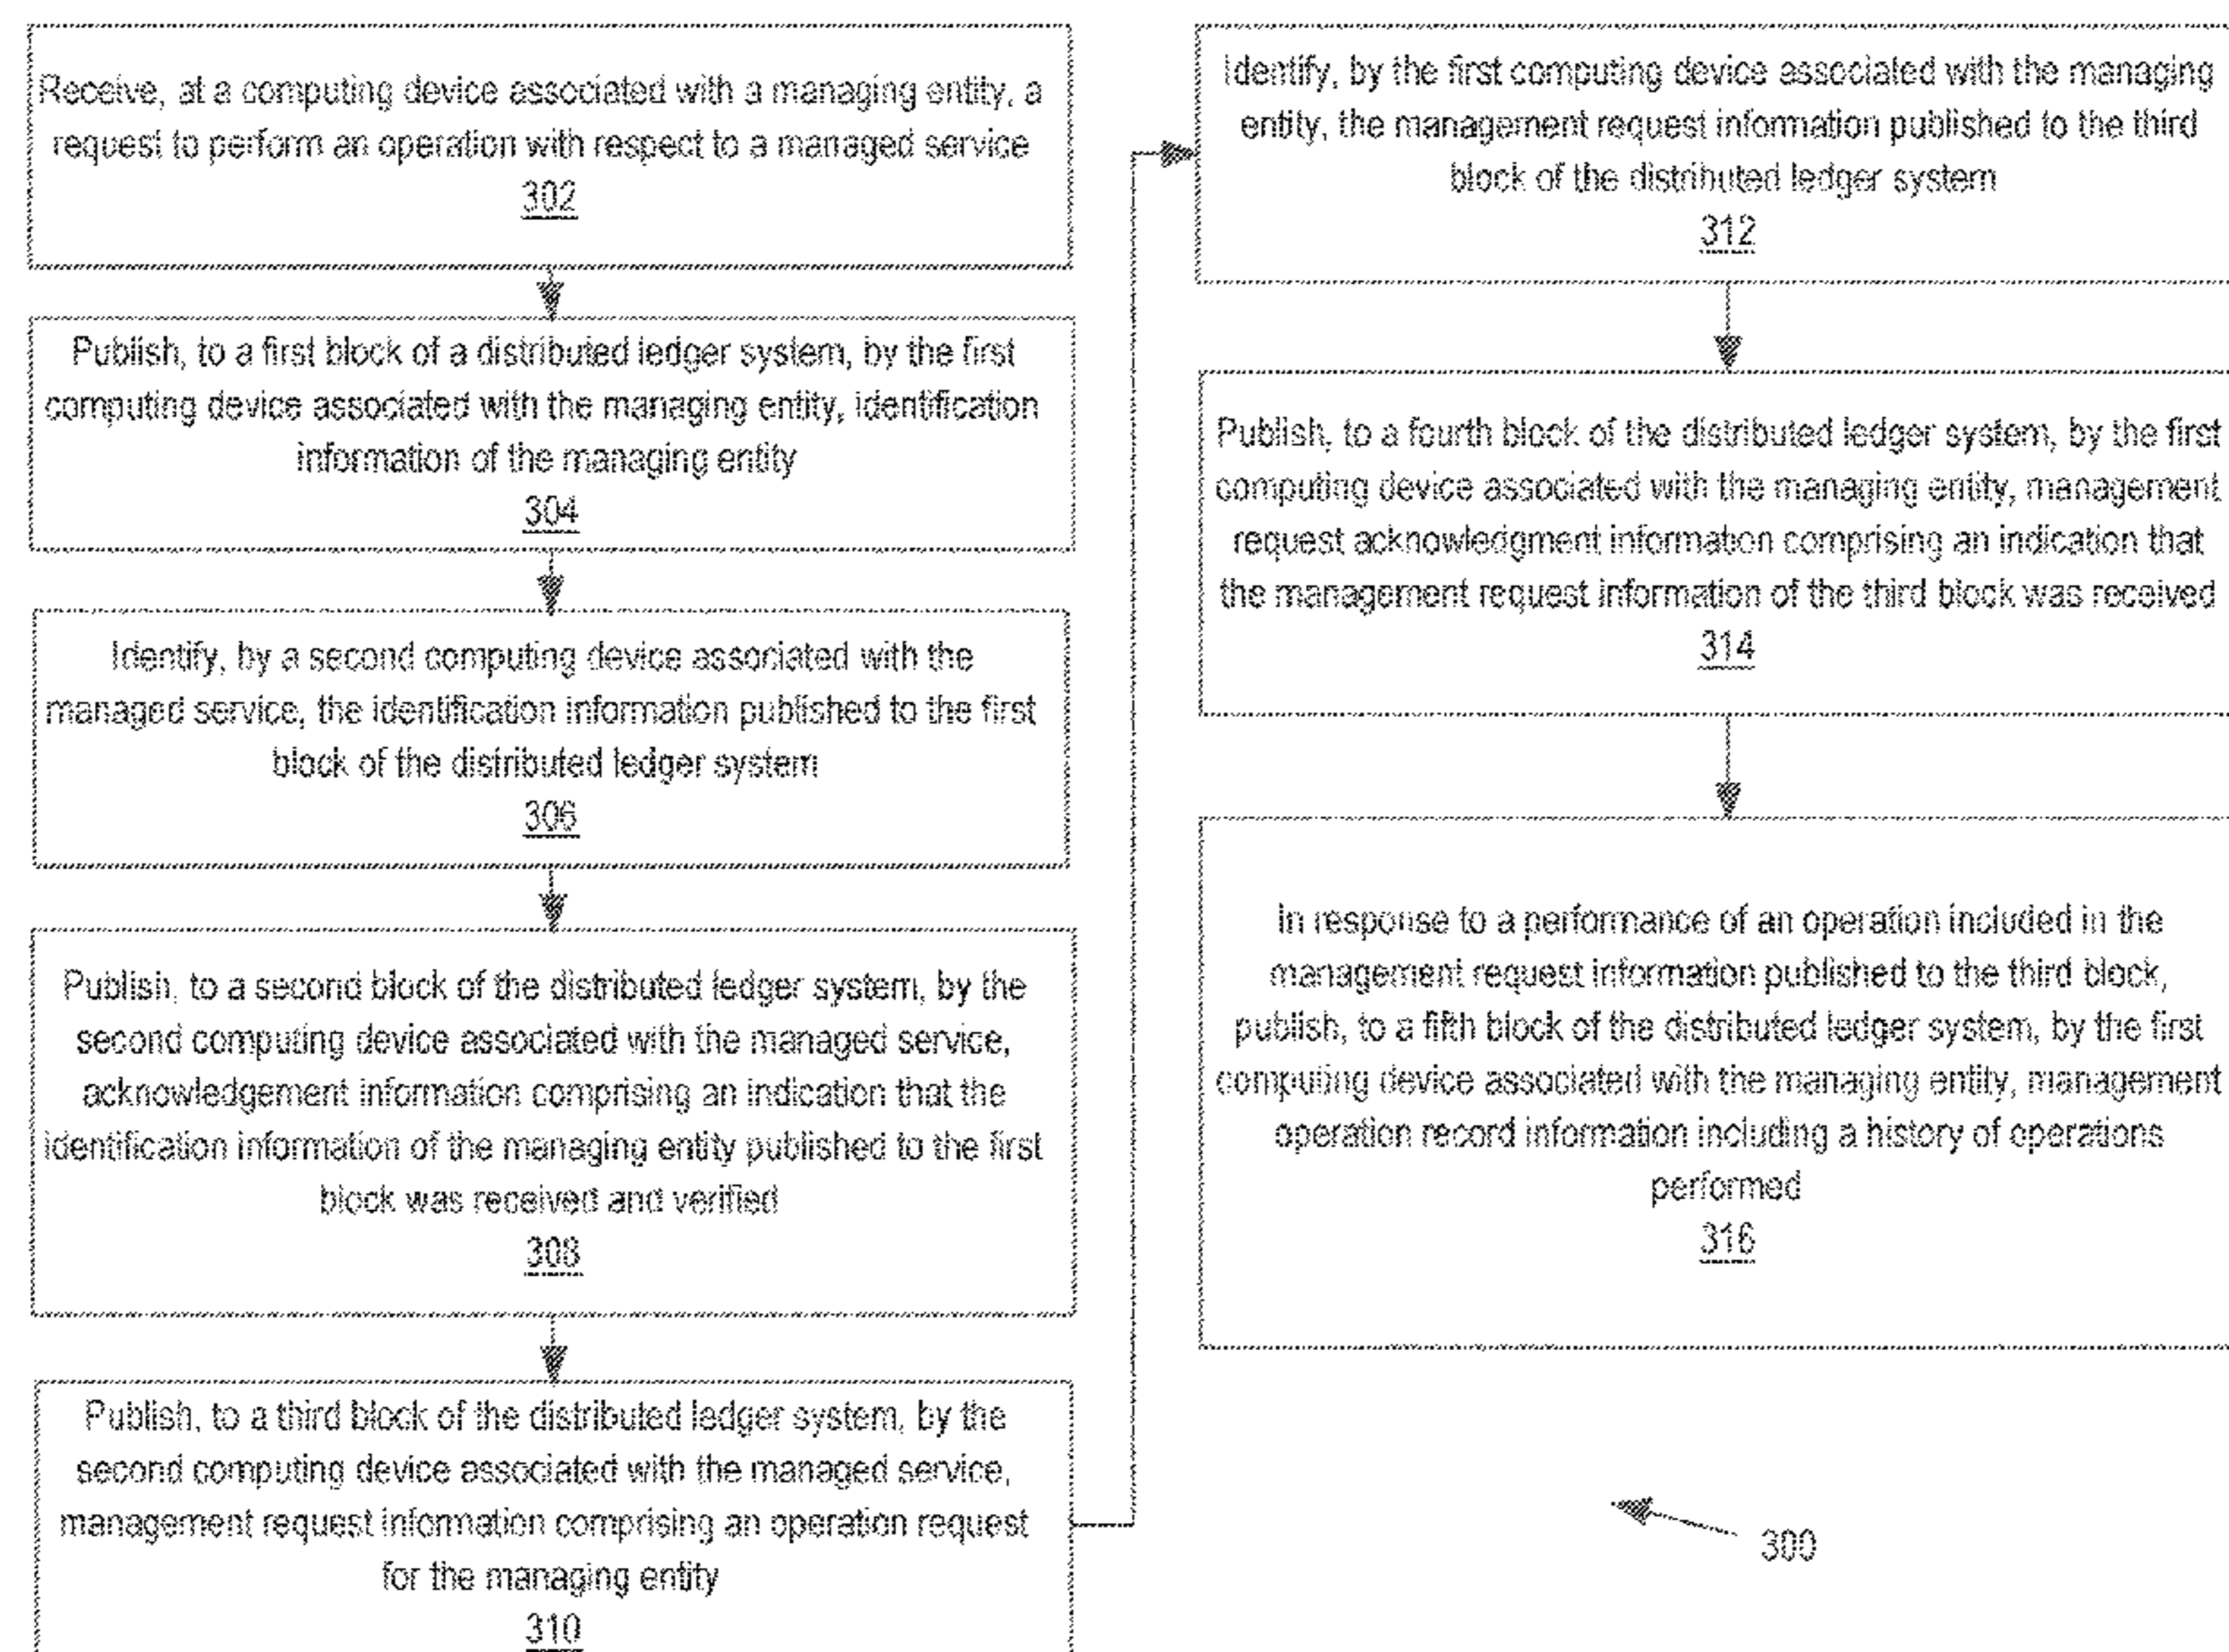 Receive, at a computing device associated with a managing entity, a
request to perform an operation with respect to a managed service
302
Publish, to a first block of a distributed ledger system, by the first
computing device associated with the managing entity, identification
information of the managing entity
304
Identify, by a second computing device associated with the
managed service, the identification information published to the first
block of the distributed ledger system
306
Publish, to a second block of the distributed ledger system, by the
second computing device associated with the managed service,
acknowledgement information comprising an indication that the
identification information of the managing entity published to the first
block was received and verified
308
Publish, to a third block of the distributed ledger system, by the
second computing device associated with the managed service,
management request information comprising an operation request
for the managing entity
310
Identify, by the first computing device associated with the managing
entity, the management request information published to the third
block of the distributed ledger system
312
Publish, to a fourth block of the distributed ledger system, by the first
computing device associated with the managing entity, management
request acknowledgment information comprising an indication that
the management request information of the third block was received
314
In response to a performance of an operation included in the
management request information published to the third block,
publish, to a fifth block of the distributed ledger system, by the first
computing device associated with the managing entity, management
operation record information including a history of operations
performed
316
300